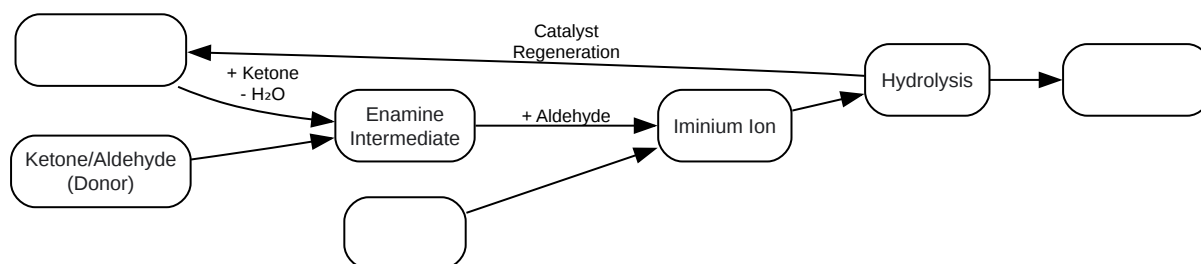 Catalyst
Regeneration
+ Ketone
- H₂O
Hydrolysis
Enamine
Intermediate
+ Aldehyde
Iminium Ion
Ketone/Aldehyde
(Donor)